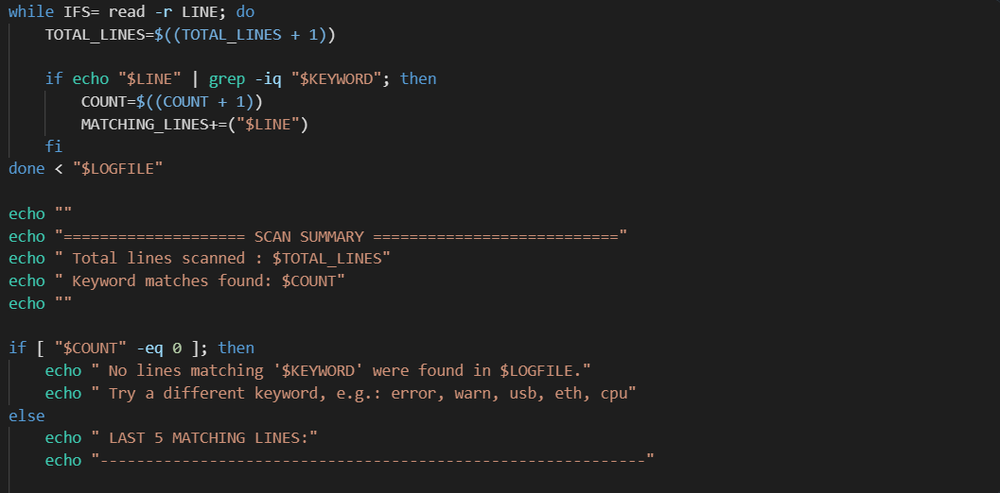 while IFS= read -r LINE; do
    TOTAL_LINES=$((TOTAL_LINES + 1))

    if echo "$LINE" | grep -iq "$KEYWORD"; then
        COUNT=$((COUNT + 1))
        MATCHING_LINES+=("$LINE")
    fi
done < "$LOGFILE"

echo ""
echo "==================== SCAN SUMMARY ==========================="
echo " Total lines scanned : $TOTAL_LINES"
echo " Keyword matches found: $COUNT"
echo ""

if [ "$COUNT" -eq 0 ]; then
    echo " No lines matching '$KEYWORD' were found in $LOGFILE."
    echo " Try a different keyword, e.g.: error, warn, usb, eth, cpu"
else
    echo " LAST 5 MATCHING LINES:"
    echo "------------------------------------------------------------"